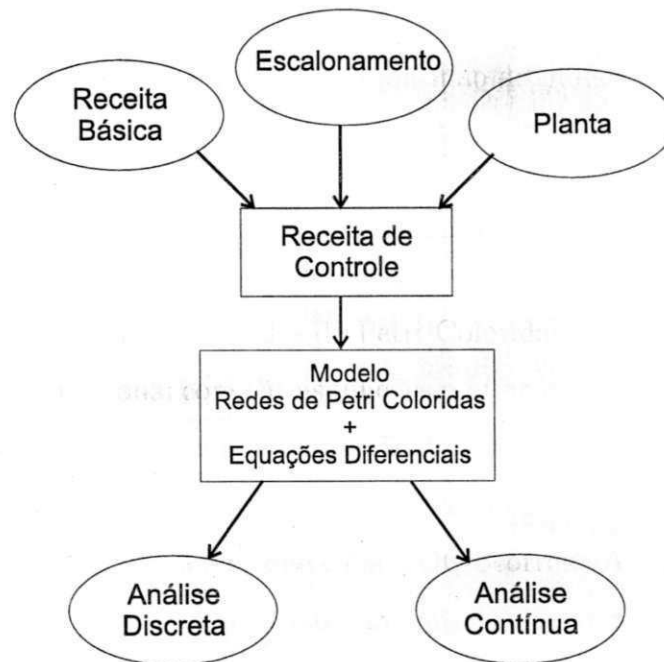 Escalonamento
Receita
Básica
Planta
Receita de
Controle
Modelo
Redes de Petri Coloridas
+
Equações Diferenciais
Análise
Discreta
Análise
Contínua